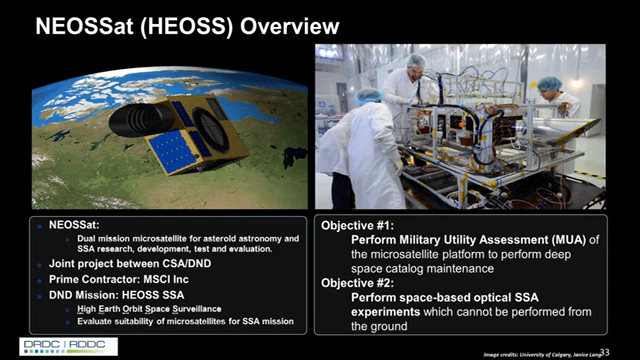 NEOSSat (HEOSS) Overview
NEOSSat:
Dual mission microsatellite for asteroid astronomy and
SSA research, development, test and evaluation.
Joint project between CSA/DND
Prime Contractor: MSCI Inc
DND Mission: HEOSS SSA
High Earth Orbit Space Surveillance
Evaluate suitability of microsatellites for SSA mission
Objective #1:
Perform Military Utility Assessment (MUA) of
the microsatellite platform to perform deep
space catalog maintenance
Objective #2:
Perform space-based optical SSA
experiments which cannot be performed from
the ground
DRDC | RDDC
Image credits: University of Calgary, Janice Lang
33